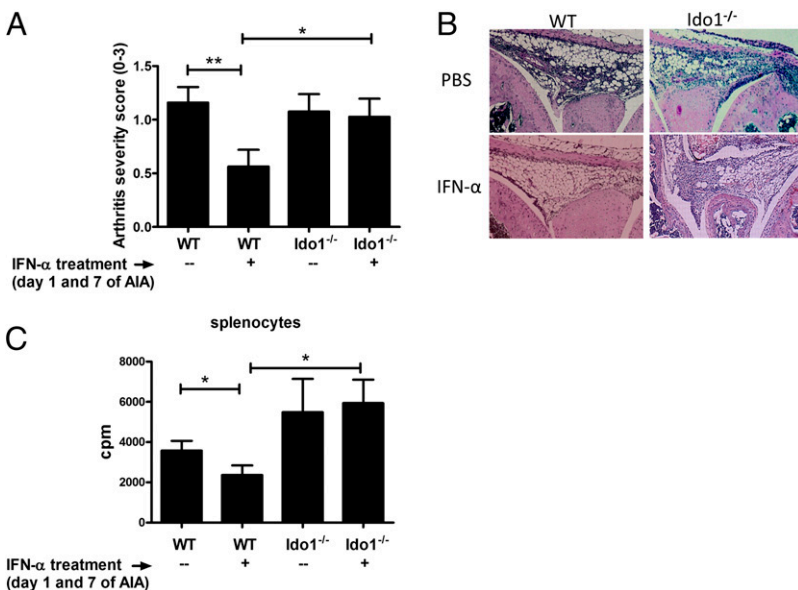 A
Arthritis severity score (0-3)
1.5
1.0
0.5
0.0
**
*
WT
WT
Ido1-/-
Ido1-/-
IFN-α treatment → -- + -- +
(day 1 and 7 of AIA)
B
WT Ido1-/-
PBS
IFN-α
C
splenocytes
cpm
8000
6000
4000
2000
0
*
*
WT
WT
Ido1-/-
Ido1-/-
IFN-α treatment → -- + -- +
(day 1 and 7 of AIA)